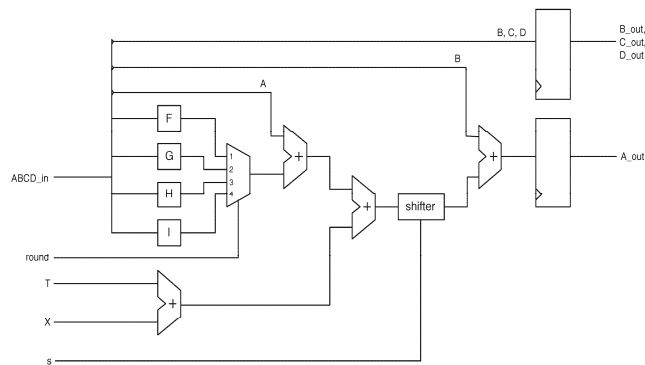 B, C, D
B_out,
C_out,
D_out
B
A
F
G
H
I
1
2
3
4
+
+
+
+
ABCD_in
shifter
A_out
round
T
X
s